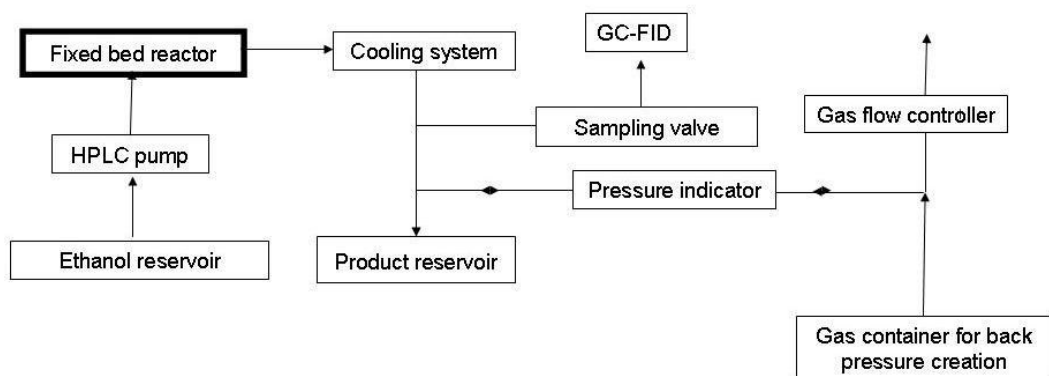 Fixed bed reactor
Cooling system
GC-FID
Gas flow controller
HPLC pump
Sampling valve
Pressure indicator
Ethanol reservoir
Product reservoir
Gas container for back
pressure creation